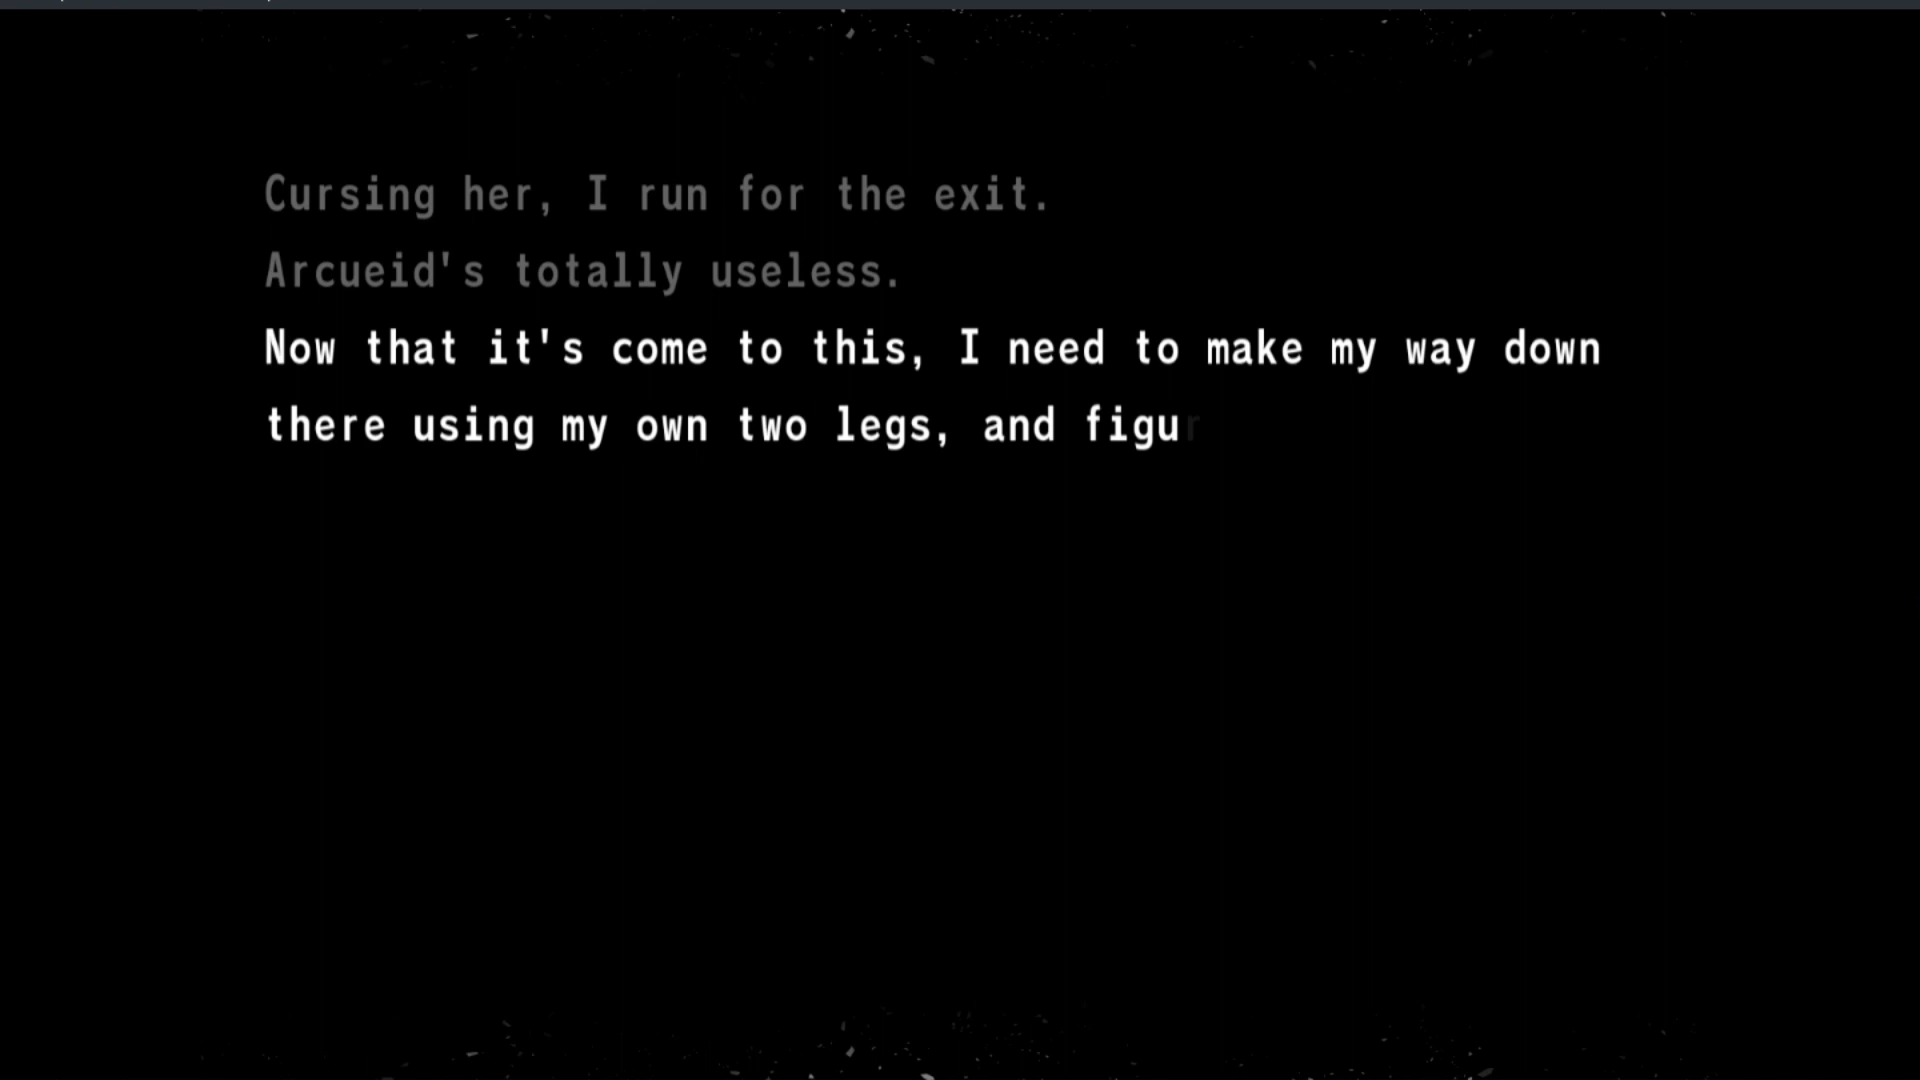 Cursing her, I run for the exit.
Arcueid's totally useless.
Now that it's come to this, I need to make my way down
there using my own two legs, and figur